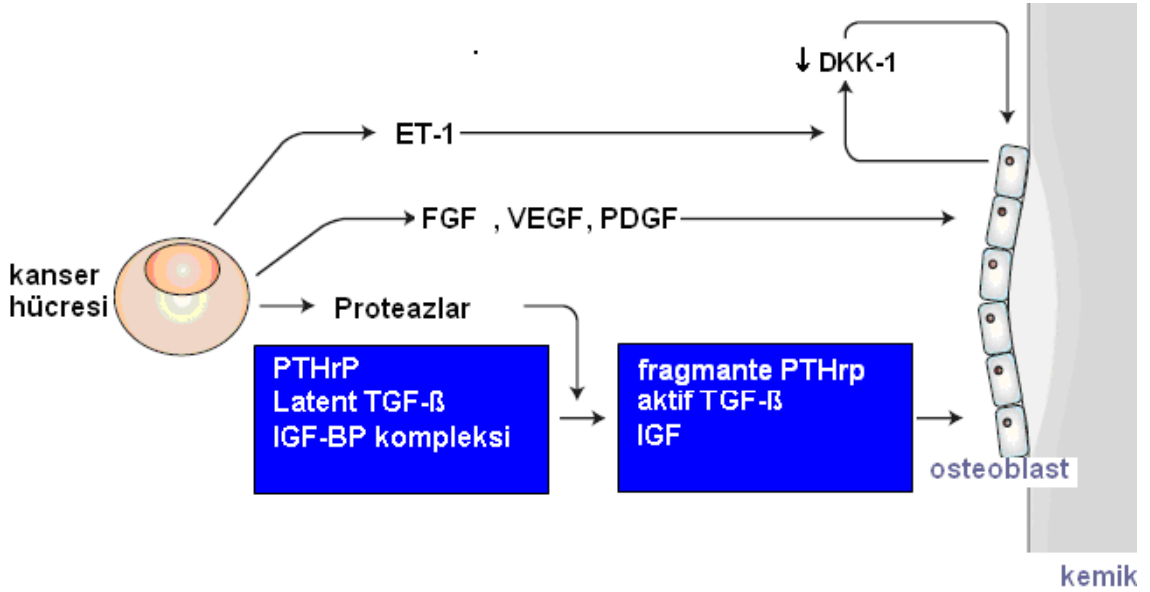 ↓ DKK-1
ET-1
FGF , VEGF, PDGF
kanser
hücresi
Proteazlar
PTHrP
Latent TGF-ß
IGF-BP kompleksi
fragmante PTHrp
aktif TGF-ß
IGF
osteoblast
kemik